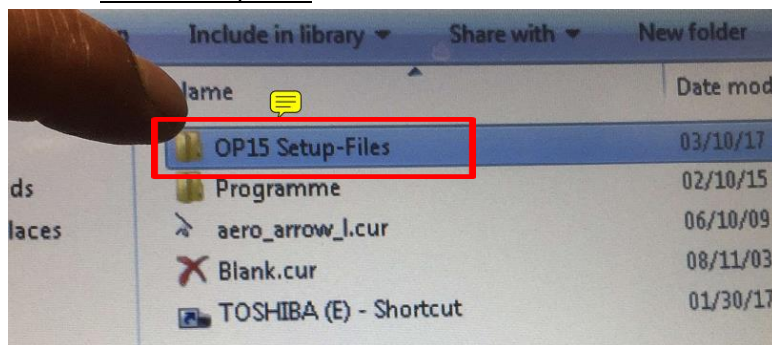 Include in library Share with New folder
Name Date mod
OP15 Setup-Files 03/10/17
ds Programme 02/10/15
laces aero_arrow_l.cur 06/10/09
Blank.cur 08/11/03
TOSHIBA (E) - Shortcut 01/30/17